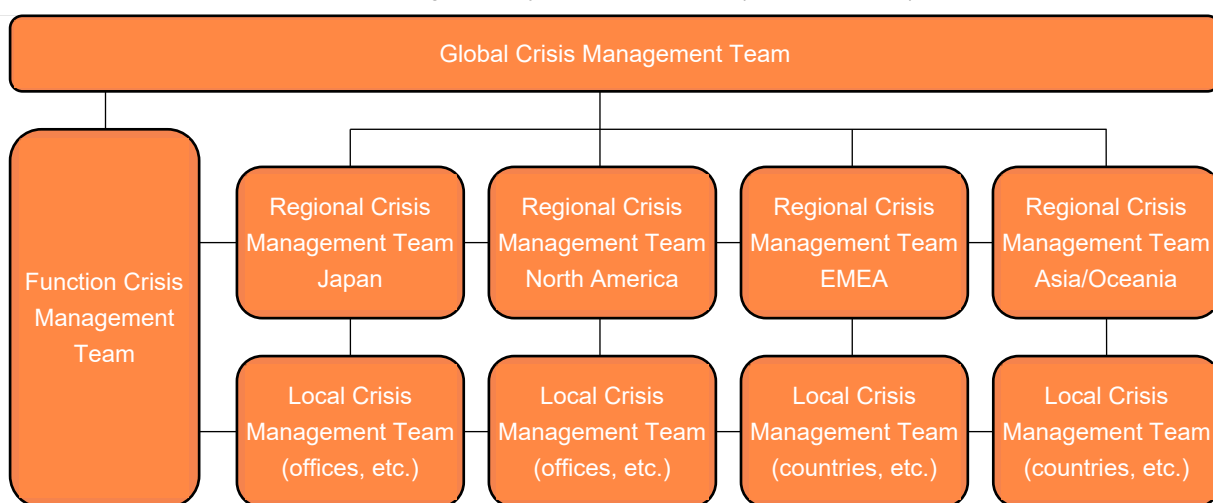 Global Crisis Management Team
Function Crisis
Management
Team
Regional Crisis
Management Team
Japan
Regional Crisis
Management Team
North America
Regional Crisis
Management Team
EMEA
Regional Crisis
Management Team
Asia/Oceania
Local Crisis
Management Team
(offices, etc.)
Local Crisis
Management Team
(offices, etc.)
Local Crisis
Management Team
(countries, etc.)
Local Crisis
Management Team
(countries, etc.)